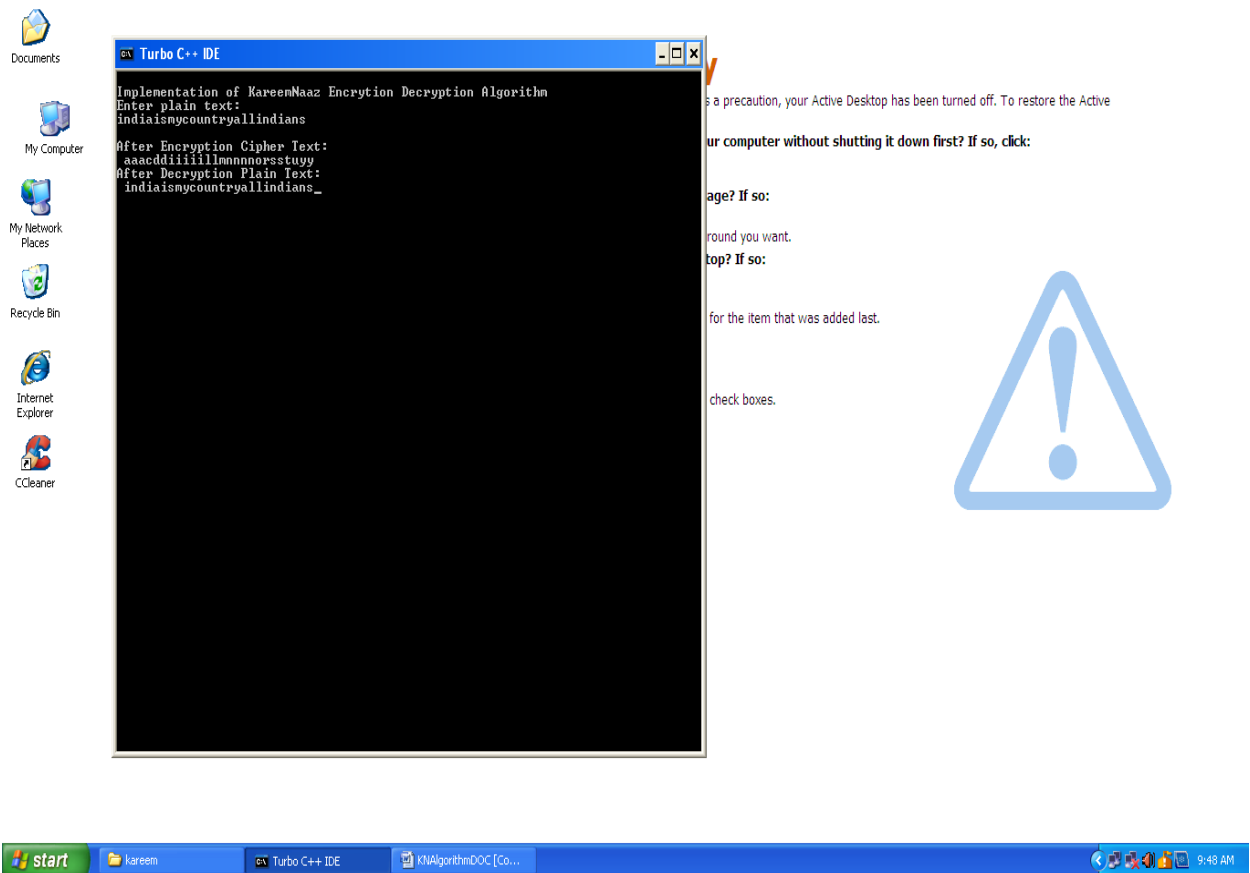 Documents
My Computer
My Network
Places
Recycle Bin
Internet
Explorer
CCleaner
Turbo C++ IDE
Implementation of KareemNaaz Encrytion Decryption Algorithm
Enter plain text:
indiaismycountryallindians
After Encryption Cipher Text:
aaacddiiiiillmnnnnorsstuyy
After Decryption Plain Text:
indiaismycountryallindians_
s a precaution, your Active Desktop has been turned off. To restore the Active
ur computer without shutting it down first? If so, click:
age? If so:
round you want.
top? If so:
for the item that was added last.
check boxes.
start
kareem
Turbo C++ IDE
KNAlgorithmDOC [Co...
9:48 AM